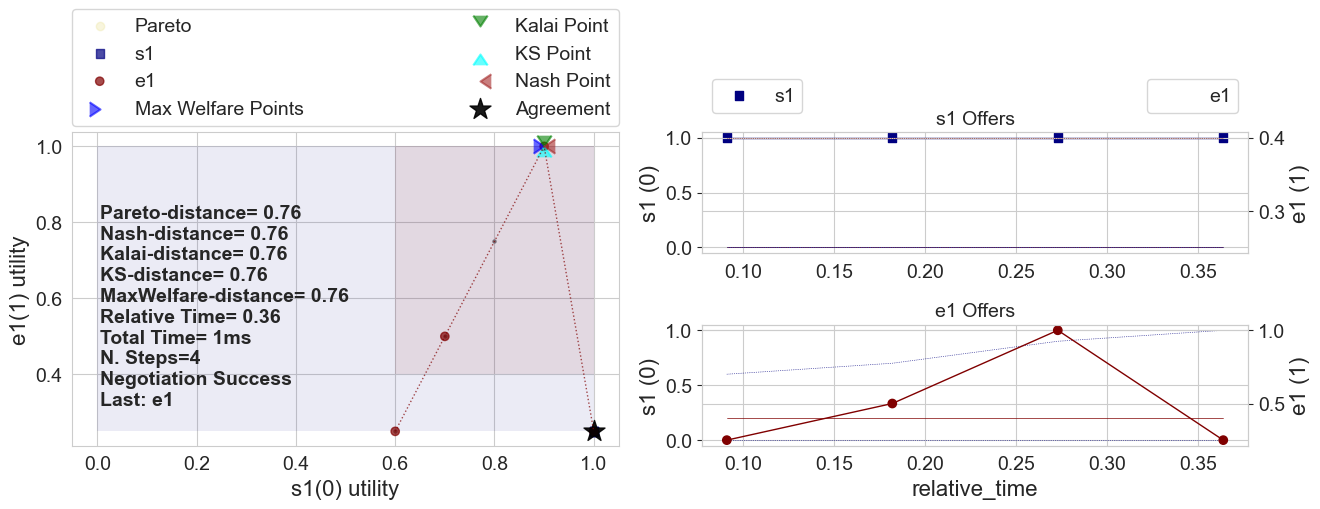 Pareto
s1
e1
Max Welfare Points
Kalai Point
KS Point
Nash Point
Agreement
1.0
0.8
0.6
0.4
e1(1) utility
Pareto-distance= 0.76
Nash-distance= 0.76
Kalai-distance= 0.76
KS-distance= 0.76
MaxWelfare-distance= 0.76
Relative Time= 0.36
Total Time= 1ms
N. Steps=4
Negotiation Success
Last: e1
0.0 0.2 0.4 0.6 0.8 1.0
s1(0) utility
s1
e1
s1 Offers
1.0
0.5
0.0
s1 (0)
0.4
0.3
e1 (1)
0.10 0.15 0.20 0.25 0.30 0.35
e1 Offers
1.0
0.5
0.0
s1 (0)
1.0
0.5
e1 (1)
0.10 0.15 0.20 0.25 0.30 0.35
relative_time